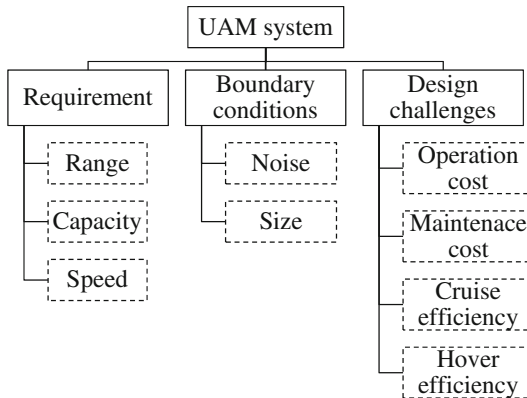 UAM system
Requirement
Range
Capacity
Speed
Boundary
conditions
Noise
Size
Design
challenges
Operation
cost
Maintenace
cost
Cruise
efficiency
Hover
efficiency